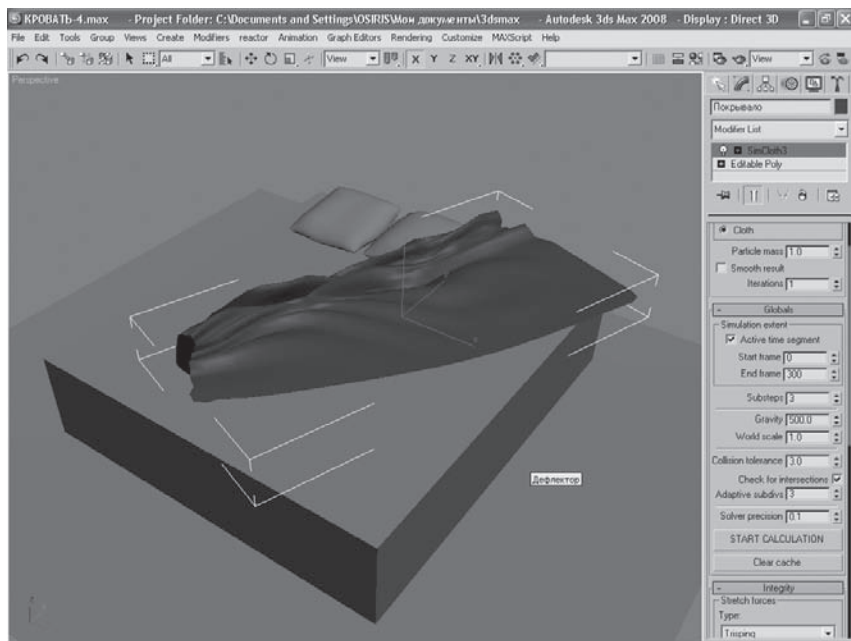 КРОВАТЬ-4.max - Project Folder: C:\Documents and Settings\OSIRIS\Мои документы\3dsmax - Autodesk 3ds Max 2008 - Display : Direct 3D
File Edit Tools Group Views Create Modifiers reactor Animation Graph Editors Rendering Customize MAXScript Help
All View X Y Z XY View
Perspective
Покрывало
Modifier List
SimCloth3
Editable Poly
Cloth
Particle mass 1.0
Smooth result
Iterations 1
- Globals
Simulation extent
Active time segment
Start frame 0
End frame 300
Substeps 3
Gravity 500.0
World scale 1.0
Collision tolerance 3.0
Check for intersections
Adaptive subdivs 3
Solver precision 0.1
START CALCULATION
Clear cache
- Integrity
Stretch forces
Type:
Дефлектор